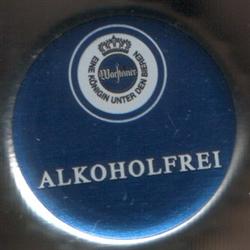 EINE KÖNIGIN UNTER DEN BIEREN
Warsteiner
ALKOHOLFREI